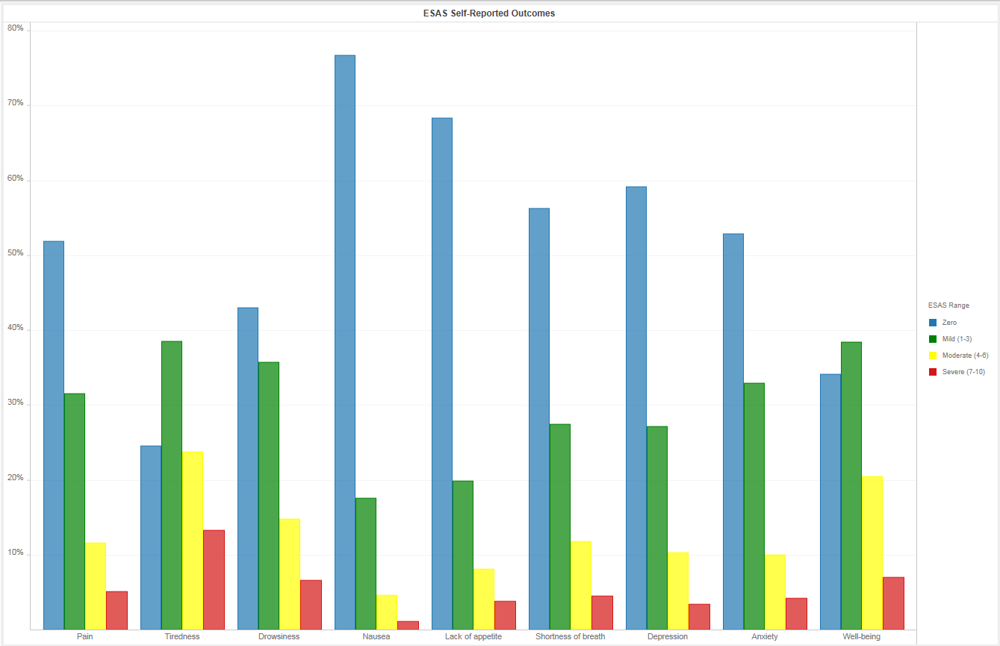 ESAS Self-Reported Outcomes
80%
70%
60%
50%
40%
30%
20%
10%
Pain
Tiredness
Drowsiness
Nausea
Lack of appetite
Shortness of breath
Depression
Anxiety
Well-being
ESAS Range
Zero
Mild (1-3)
Moderate (4-6)
Severe (7-10)